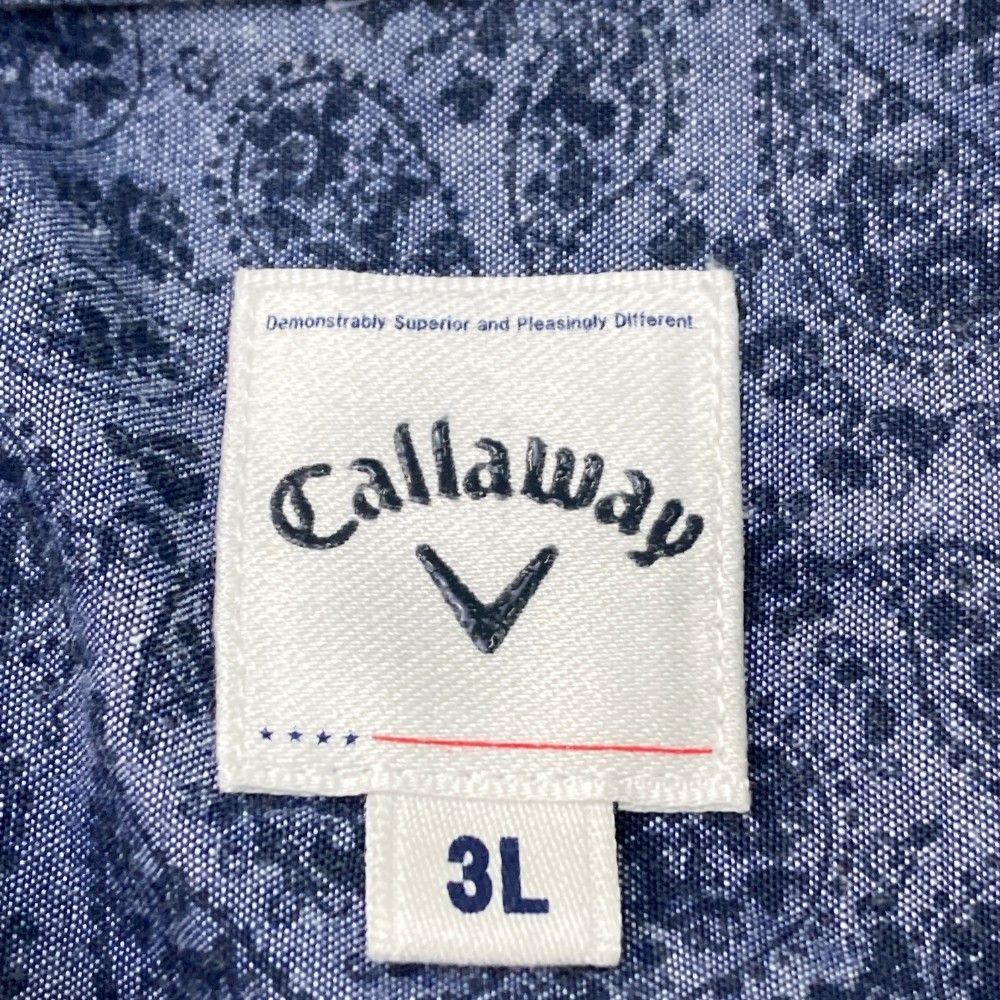 Demonstrably Superior and Pleasingly Different
Callaway
3L